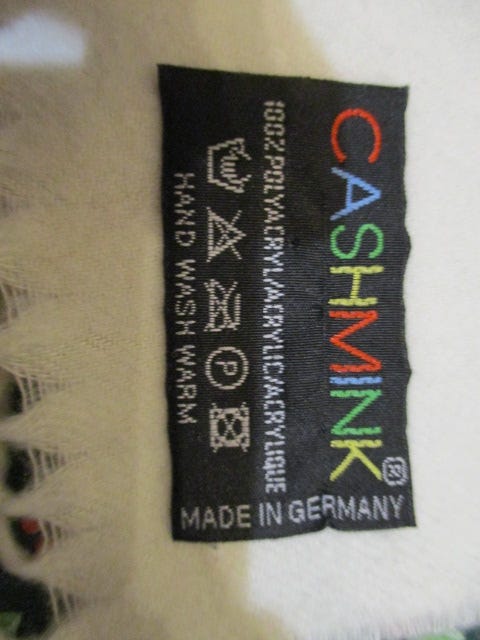 CASHMINK®
100% POLYACRYL/ACRYLIC/ACRYLIQUE
P
HAND WASH WARM
MADE IN GERMANY